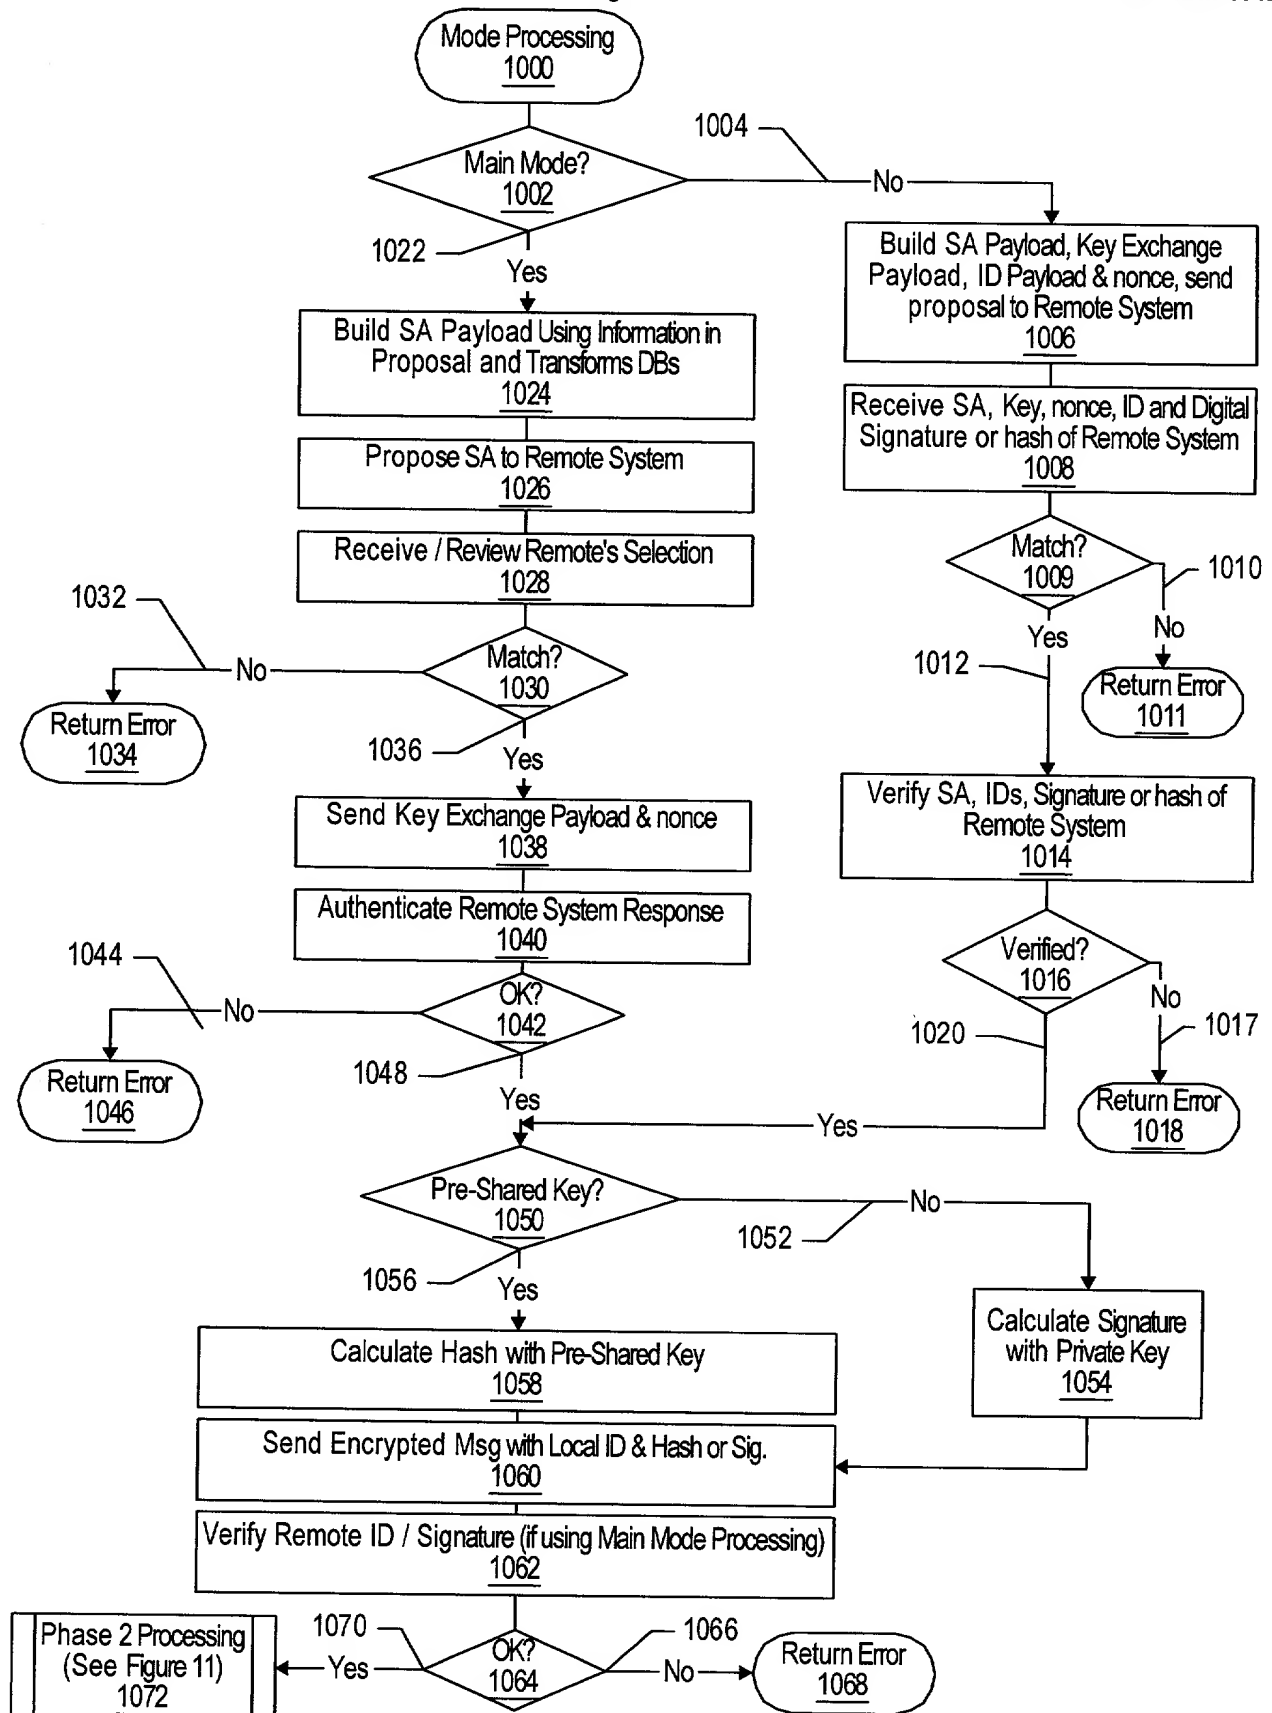 Mode Processing
1000
1004
Main Mode?
1002
No
1022
Yes
Build SA Payload, Key Exchange
Payload, ID Payload & nonce, send
proposal to Remote System
1006
Build SA Payload Using Information in
Proposal and Transforms DBs
1024
Receive SA, Key, nonce, ID and Digital
Signature or hash of Remote System
1008
Propose SA to Remote System
1026
Receive / Review Remote's Selection
1028
Match?
1009
1010
No
Yes
1012
Return Error
1011
1032
No
Match?
1030
Return Error
1034
1036
Yes
Send Key Exchange Payload & nonce
1038
Verify SA, IDs, Signature or hash of
Remote System
1014
Authenticate Remote System Response
1040
Verified?
1016
No
1017
1020
Return Error
1018
1044
No
OK?
1042
1048
Yes
Return Error
1046
Yes
Pre-Shared Key?
1050
No
1052
1056
Yes
Calculate Signature
with Private Key
1054
Calculate Hash with Pre-Shared Key
1058
Send Encrypted Msg with Local ID & Hash or Sig.
1060
Verify Remote ID / Signature (if using Main Mode Processing)
1062
1070
1066
OK?
1064
Yes
No
Phase 2 Processing
(See Figure 11)
1072
Return Error
1068